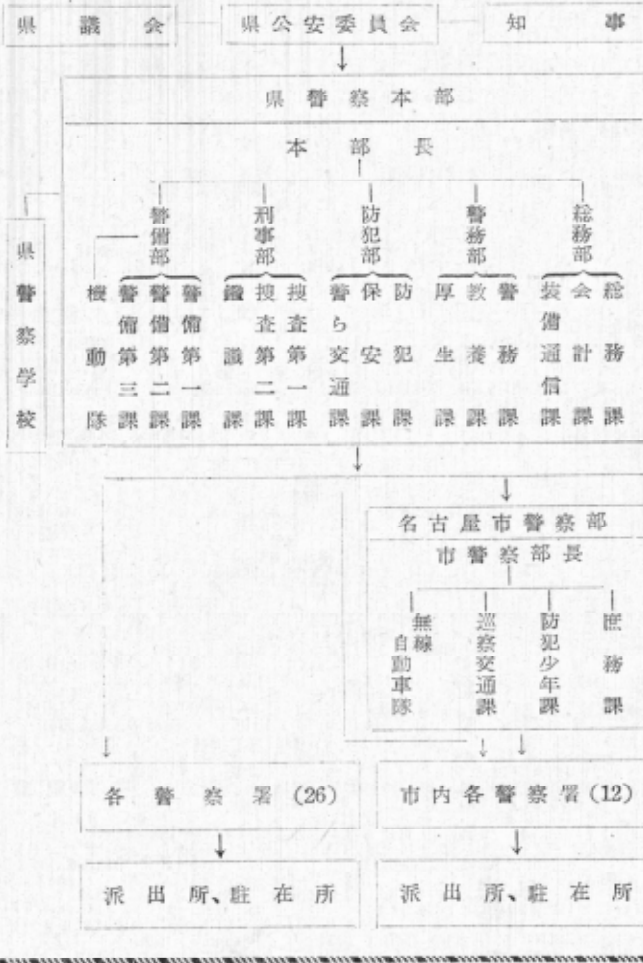 県議会
県公安委員会
知事
県警察本部
本部長
県警察学校
総務部
総務課
会計課
装備通信課
警務部
警務課
教養課
厚生課
防犯部
防犯課
保安課
警ら交通課
刑事部
捜査第一課
捜査第二課
鑑識課
警備部
警備第一課
警備第二課
警備第三課
機動隊
名古屋市警察部
市警察部長
庶務課
防犯少年課
巡察交通課
無線
自動車隊
各警察署(26)
市内各警察署(12)
派出所、駐在所
派出所、駐在所